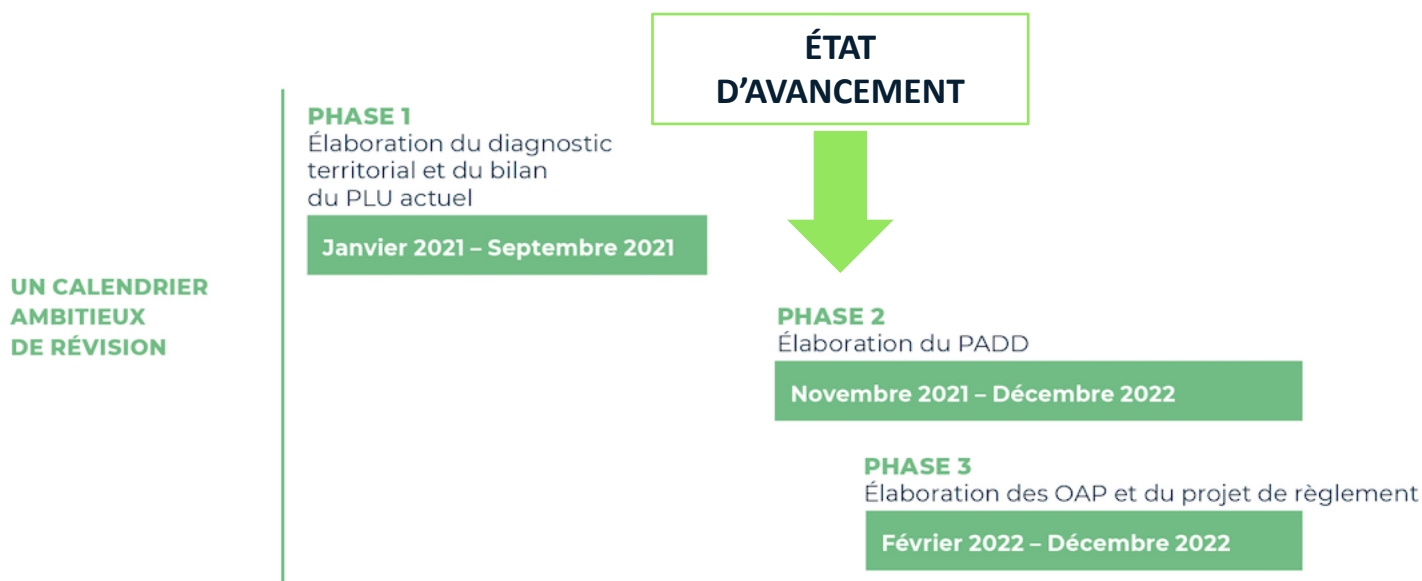 ÉTAT
D’AVANCEMENT
PHASE 1
Élaboration du diagnostic
territorial et du bilan
du PLU actuel
Janvier 2021 – Septembre 2021
UN CALENDRIER
AMBITIEUX
DE RÉVISION
PHASE 2
Élaboration du PADD
Novembre 2021 – Décembre 2022
PHASE 3
Élaboration des OAP et du projet de règlement
Février 2022 – Décembre 2022